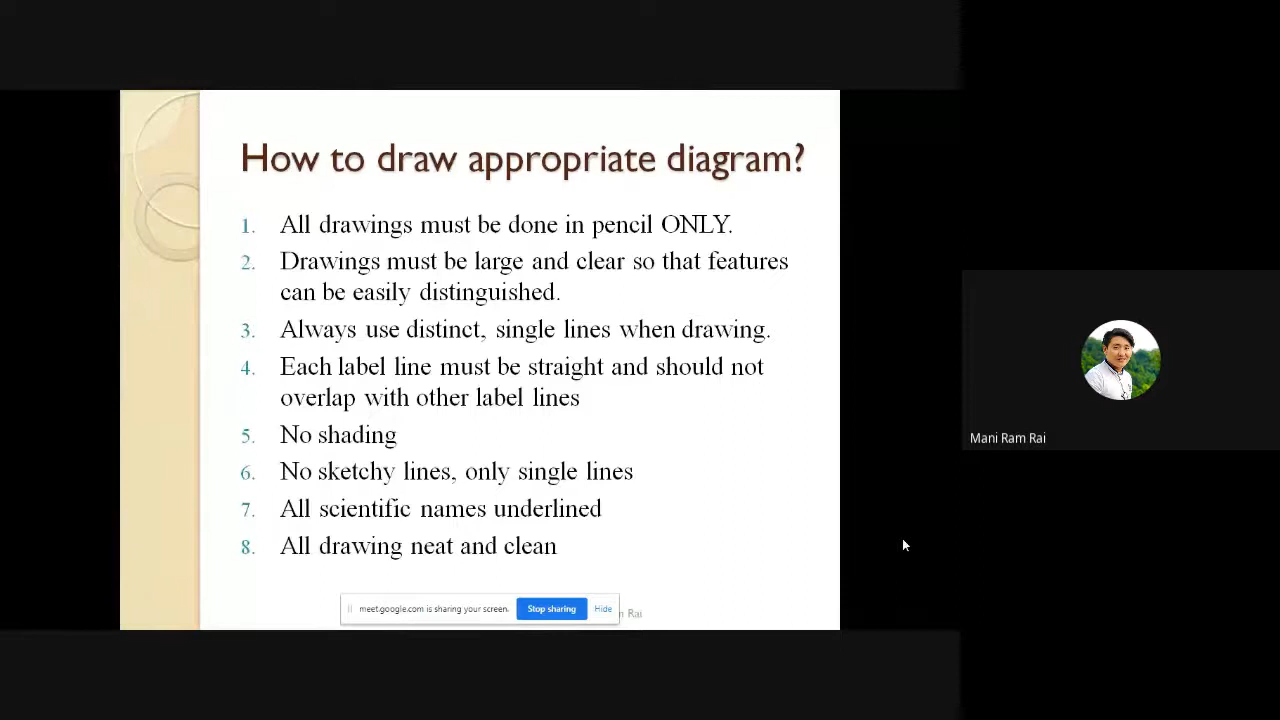 How to draw appropriate diagram?
1. All drawings must be done in pencil ONLY.
2. Drawings must be large and clear so that features
can be easily distinguished.
3. Always use distinct, single lines when drawing.
4. Each label line must be straight and should not
overlap with other label lines
5. No shading
6. No sketchy lines, only single lines
7. All scientific names underlined
8. All drawing neat and clean
meet.google.com is sharing your screen. Stop sharing Hide
Rai
Mani Ram Rai